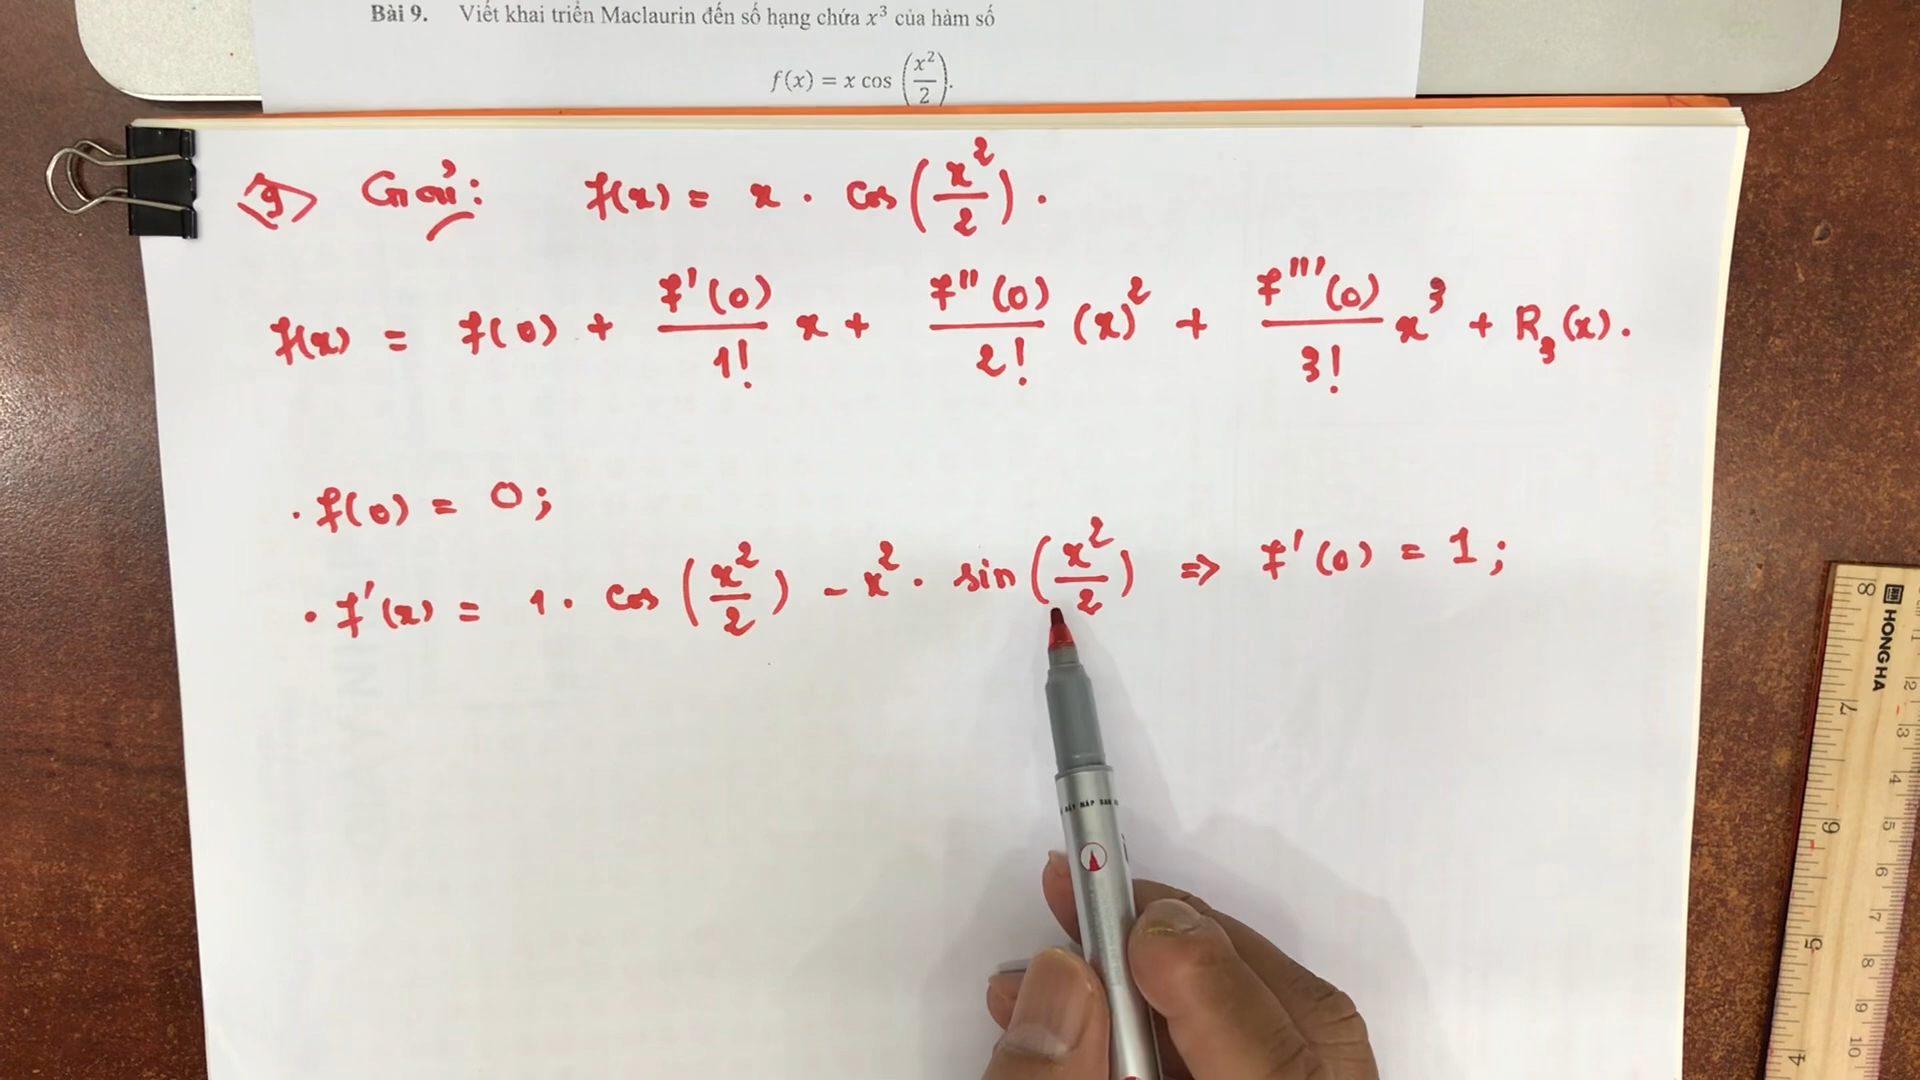 Bài 9. Viết khai triển Maclaurin đến số hạng chứa x³ của hàm số
f(x) = x cos (x²/2).
9 Giải: f(x) = x . cos(x²/2).
f(x) = f(0) + f'(0)/1! x + f''(0)/2! (x)² + f'''(0)/3! x³ + R₃(x).
. f(0) = 0;
. f'(x) = 1. cos(x²/2) - x². sin(x²/2) => f'(0) = 1;
HONG HA